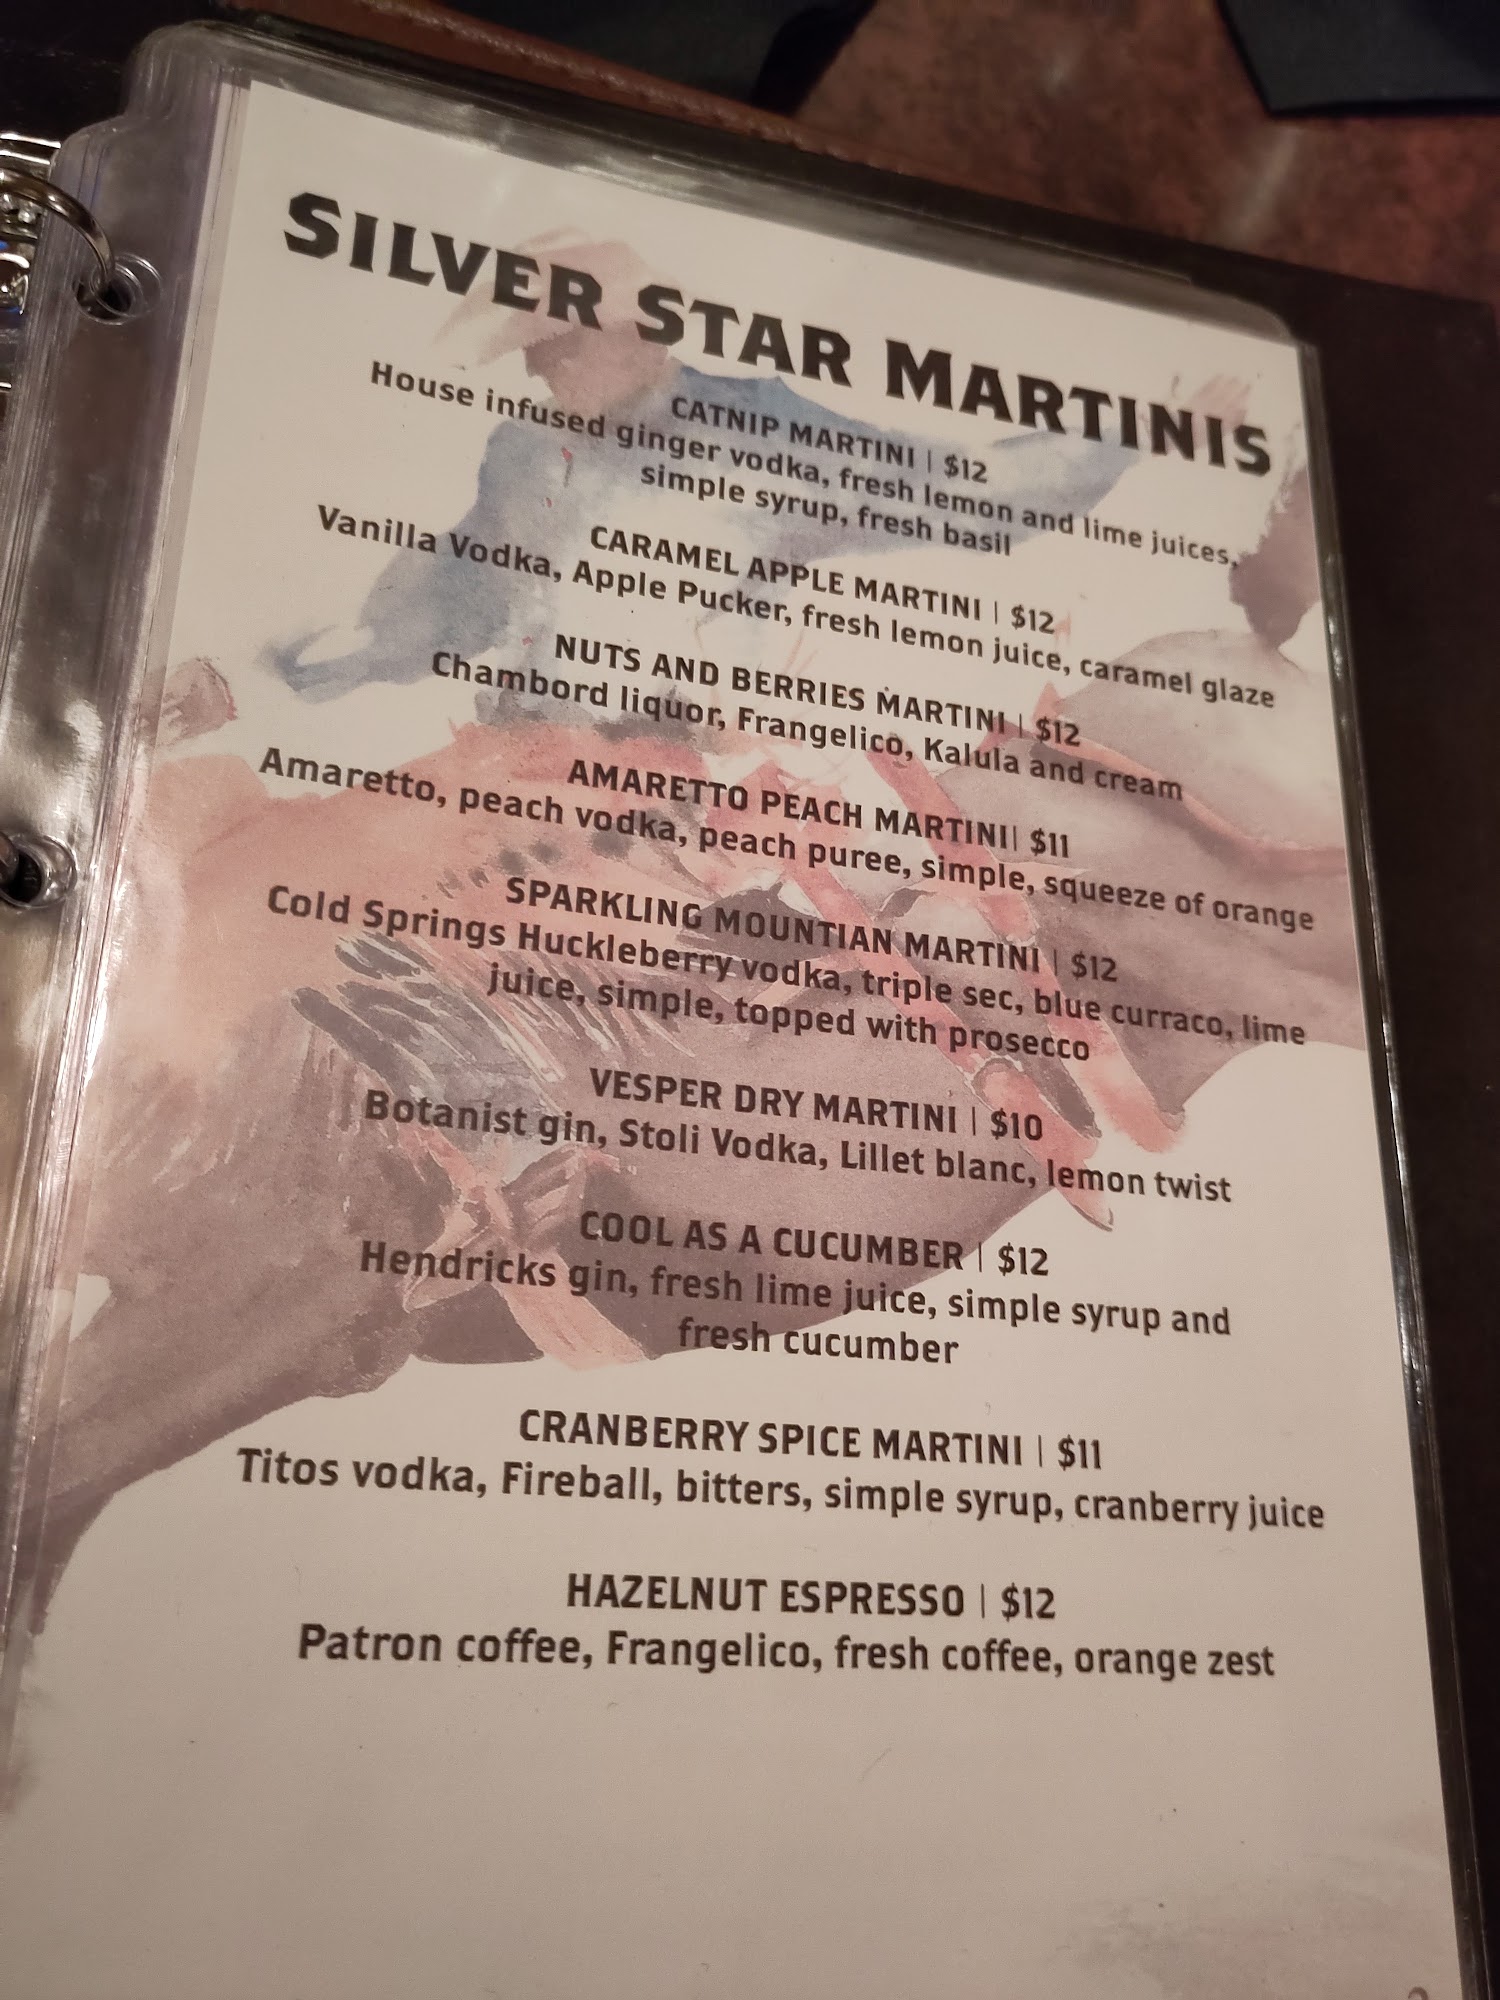 SILVER STAR MARTINIS
CATNIP MARTINI | $12
House infused ginger vodka, fresh lemon and lime juices,
simple syrup, fresh basil
CARAMEL APPLE MARTINI | $12
Vanilla Vodka, Apple Pucker, fresh lemon juice, caramel glaze
NUTS AND BERRIES MARTINI | $12
Chambord liquor, Frangelico, Kalula and cream
AMARETTO PEACH MARTINI| $11
Amaretto, peach vodka, peach puree, simple, squeeze of orange
SPARKLING MOUNTIAN MARTINI | $12
Cold Springs Huckleberry vodka, triple sec, blue curraco, lime
juice, simple, topped with prosecco
VESPER DRY MARTINI | $10
Botanist gin, Stoli Vodka, Lillet blanc, lemon twist
COOL AS A CUCUMBER | $12
Hendricks gin, fresh lime juice, simple syrup and
fresh cucumber
CRANBERRY SPICE MARTINI | $11
Titos vodka, Fireball, bitters, simple syrup, cranberry juice
HAZELNUT ESPRESSO | $12
Patron coffee, Frangelico, fresh coffee, orange zest